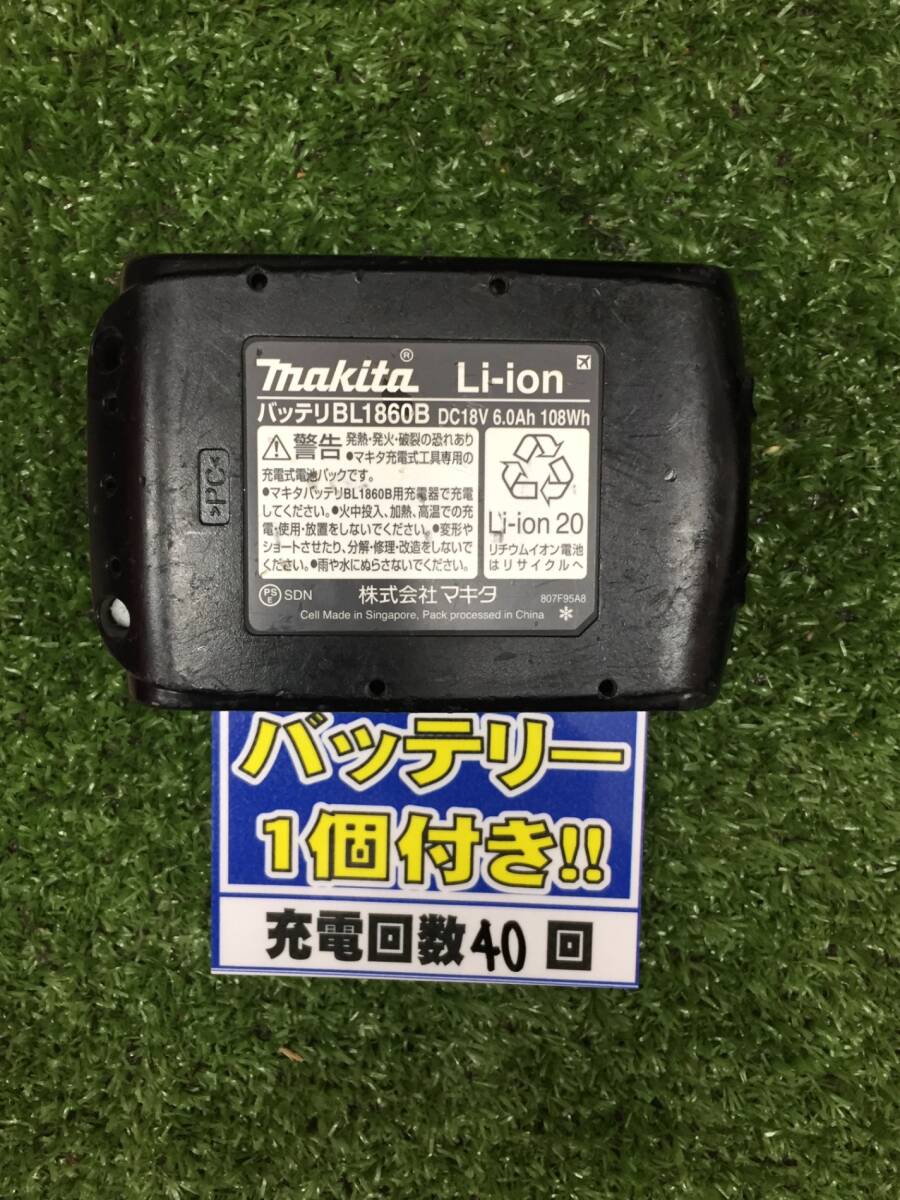 makita® Li-ion
バッテリBL1860B DC18V 6.0Ah 108Wh
警告 発熱・発火・破裂の恐れあり
●マキタ充電式工具専用の
充電式電池パックです。
●マキタバッテリBL1860B用充電器で充電
してください。●火中投入、加熱、高温での充
電・使用・放置をしないでください。●変形や
ショートさせたり、分解・修理・改造をしないで
ください。●雨や水にぬらさないでください。
Li-ion 20
リチウムイオン電池
はリサイクルへ
PSE SDN 株式会社マキタ 807F95A8
Cell Made in Singapore, Pack processed in China
>PC<
バッテリー
1個付き!!
充電回数40回